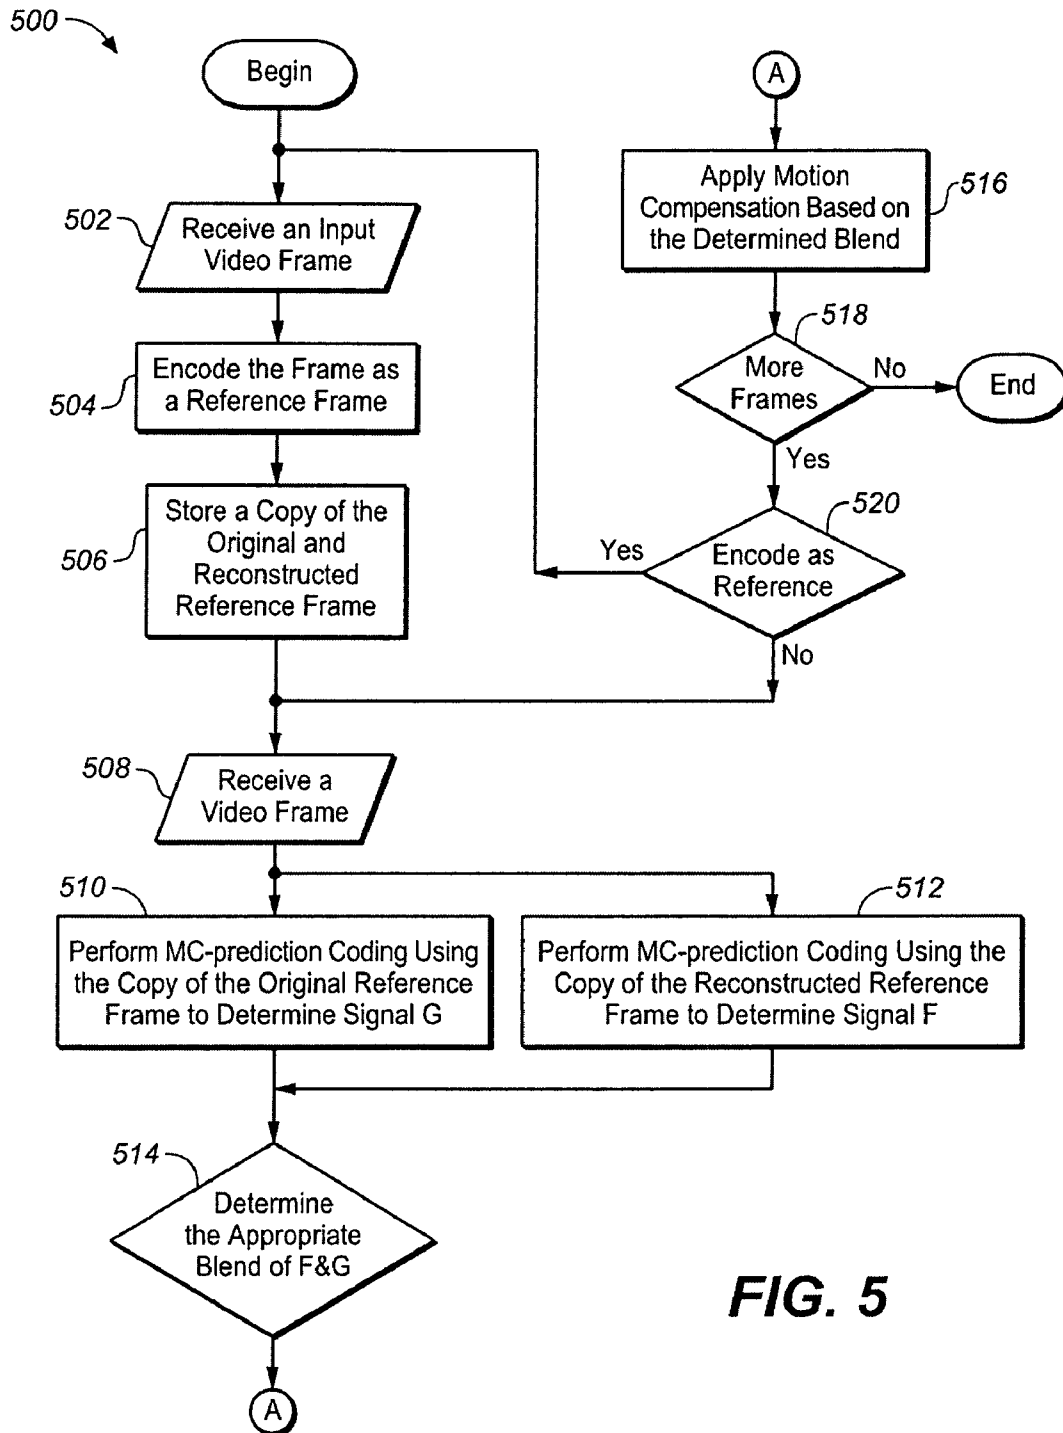 500
Begin
502
Receive an Input
Video Frame
504
Encode the Frame as
a Reference Frame
506
Store a Copy of the
Original and
Reconstructed
Reference Frame
A
Apply Motion
Compensation Based on
the Determined Blend
516
518
More
Frames
No
End
Yes
520
Encode as
Reference
Yes
No
508
Receive a
Video Frame
510
Perform MC-prediction Coding Using
the Copy of the Original Reference
Frame to Determine Signal G
512
Perform MC-prediction Coding Using the
Copy of the Reconstructed Reference
Frame to Determine Signal F
514
Determine
the Appropriate
Blend of F&G
A
FIG. 5